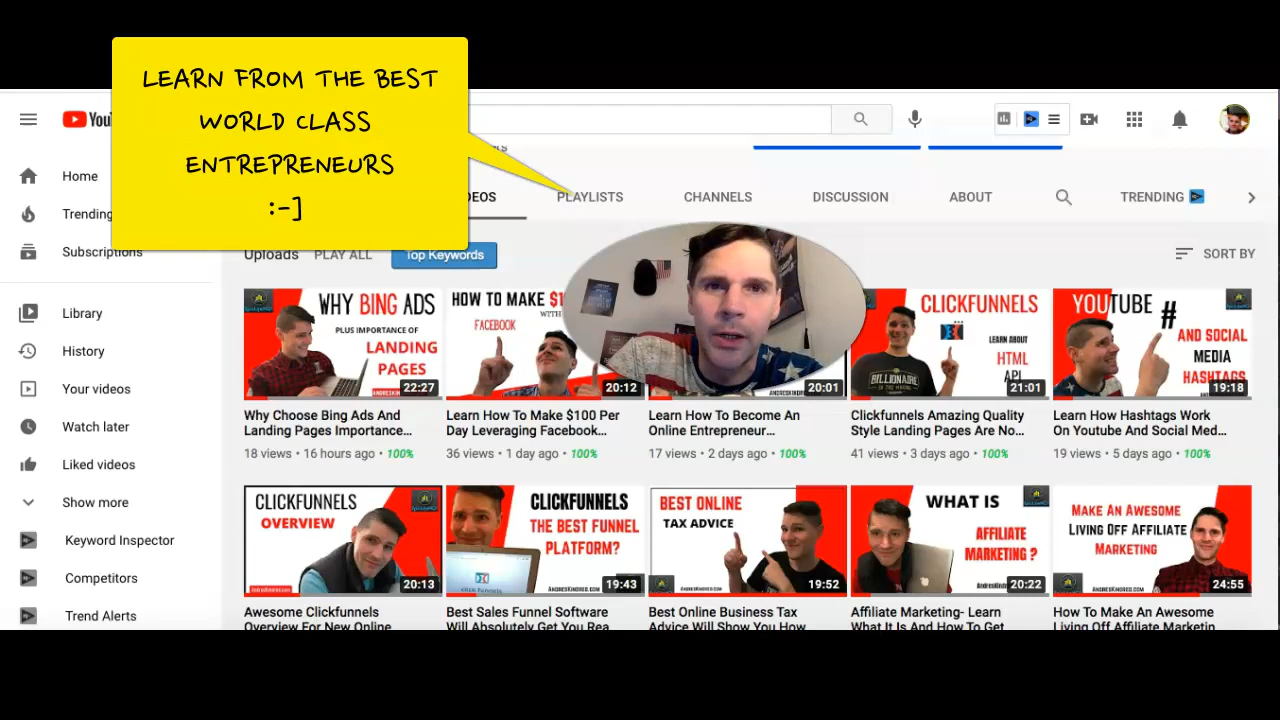 LEARN FROM THE BEST
WORLD CLASS
ENTREPRENEURS
:-]
You
Home
Trending
Subscriptions
Library
History
Your videos
Watch later
Liked videos
Show more
Keyword Inspector
Competitors
Trend Alerts
PLAYLISTS
CHANNELS
DISCUSSION
ABOUT
TRENDING
Uploads
PLAY ALL
Top Keywords
SORT BY
WHY BING ADS
PLUS IMPORTANCE OF
LANDING
PAGES
22:27
Why Choose Bing Ads And
Landing Pages Importance...
18 views • 16 hours ago • 100%
HOW TO MAKE $1
WITH
FACEBOOK
20:12
Learn How To Make $100 Per
Day Leveraging Facebook...
36 views • 1 day ago • 100%
20:01
Learn How To Become An
Online Entrepreneur...
17 views • 2 days ago • 100%
CLICKFUNNELS
LEARN ABOUT
HTML
API
BILLIONAIRE
21:01
Clickfunnels Amazing Quality
Style Landing Pages Are No...
41 views • 3 days ago • 100%
YOUTUBE #
AND SOCIAL
MEDIA
HASHTAGS
19:18
Learn How Hashtags Work
On Youtube And Social Med...
19 views • 5 days ago • 100%
CLICKFUNNELS
OVERVIEW
20:13
Awesome Clickfunnels
Overview For New Online
CLICKFUNNELS
THE BEST FUNNEL
PLATFORM?
ANDRESKINDRED.COM
19:43
Best Sales Funnel Software
Will Absolutely Get You Rea
BEST ONLINE
TAX ADVICE
ANDRESKINDRED.COM
19:52
Best Online Business Tax
Advice Will Show You How
WHAT IS
AFFILIATE
MARKETING ?
20:22
Affiliate Marketing- Learn
What It Is And How To Get
MAKE AN AWESOME
LIVING OFF AFFILIATE
MARKETING
ANDRESKINDRED.COM
24:55
How To Make An Awesome
Living Off Affiliate Marketin